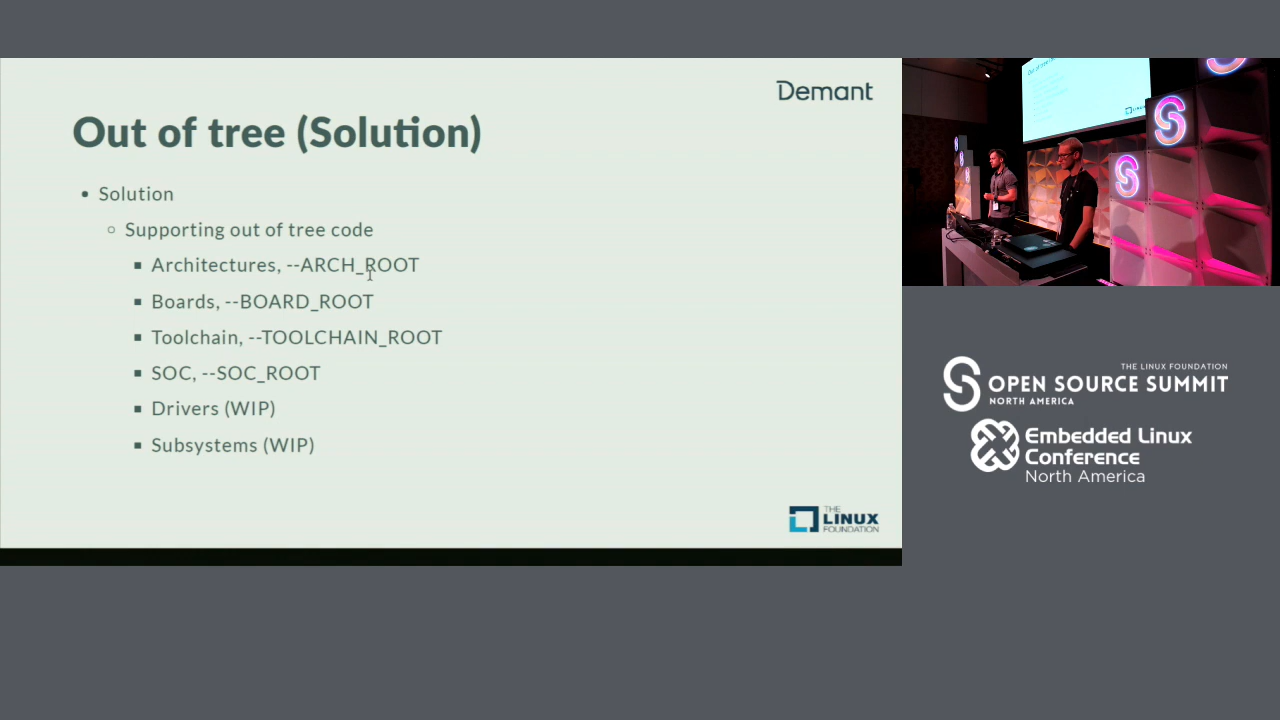 Demant
Out of tree (Solution)
Solution
Supporting out of tree code
Architectures, --ARCH_ROOT
Boards, --BOARD_ROOT
Toolchain, --TOOLCHAIN_ROOT
SOC, --SOC_ROOT
Drivers (WIP)
Subsystems (WIP)
THE
LINUX
FOUNDATION
THE LINUX FOUNDATION
OPEN SOURCE SUMMIT
NORTH AMERICA
Embedded Linux
Conference
North America